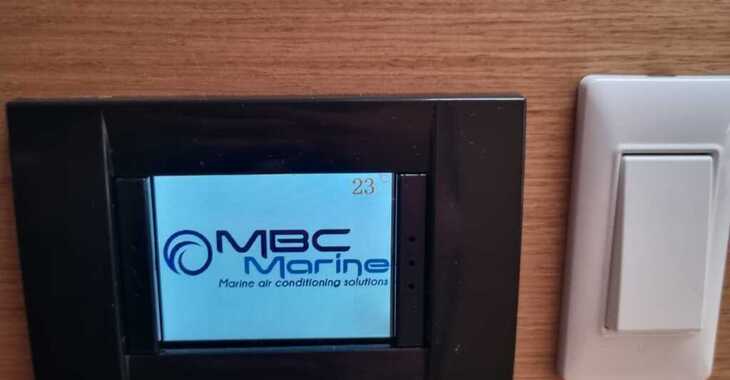 23°
MBC
Marine
Marine air conditioning solutions